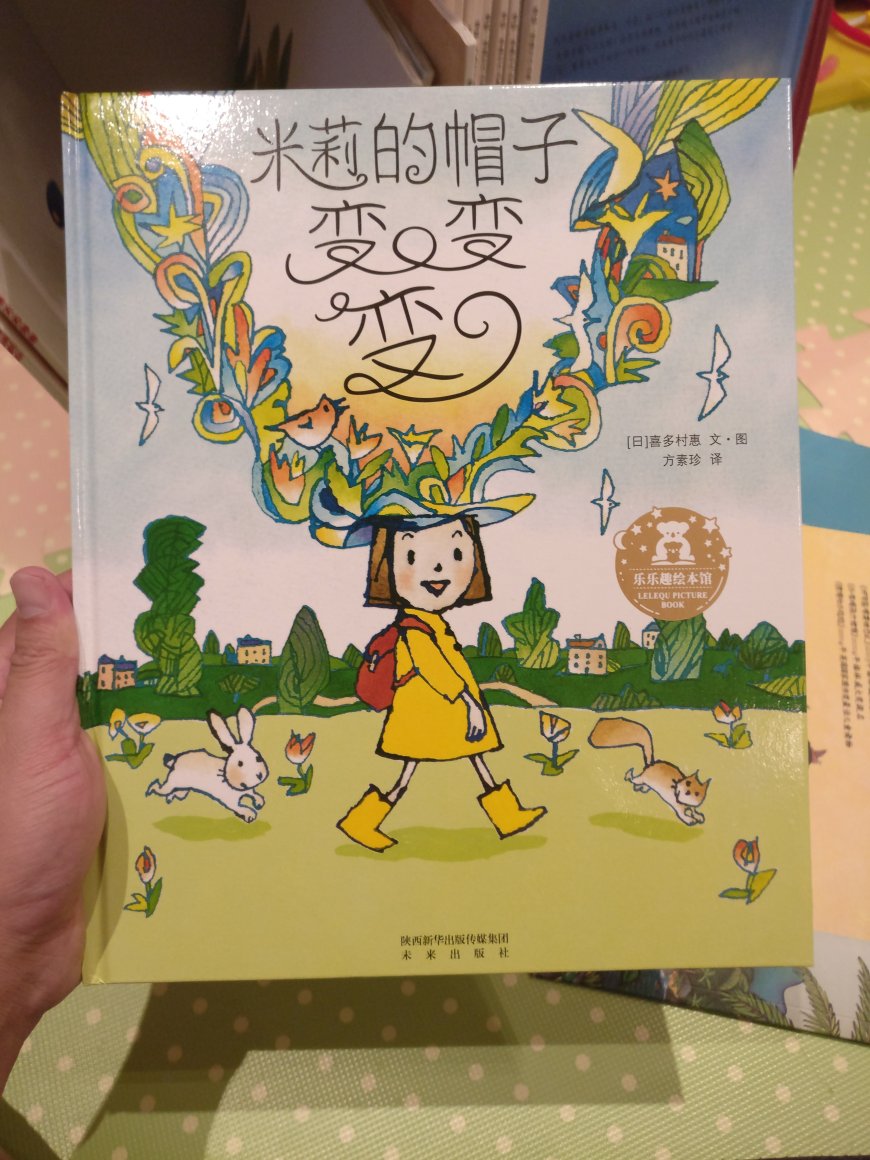 米莉的帽子
变变
变
[日]喜多村惠 文·图
方素珍 译
乐乐趣绘本馆
LELEQU PICTURE
BOOK
陕西新华出版传媒集团
未来出版社